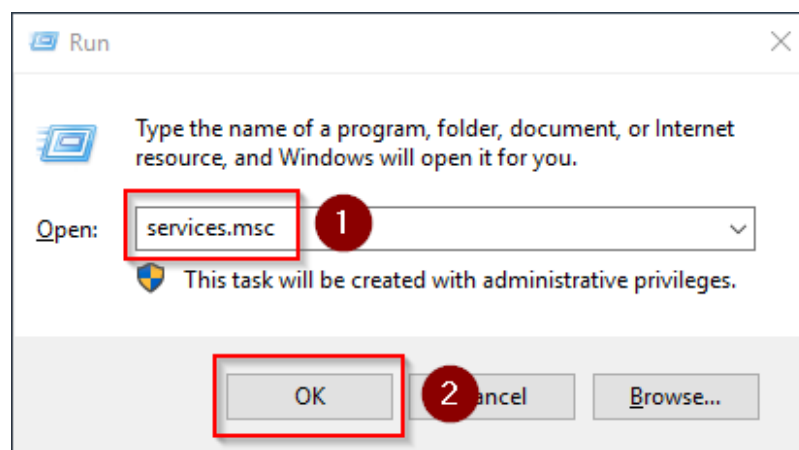 Run
Type the name of a program, folder, document, or Internet
resource, and Windows will open it for you.
Open: services.msc 1
This task will be created with administrative privileges.
OK 2 ancel Browse...